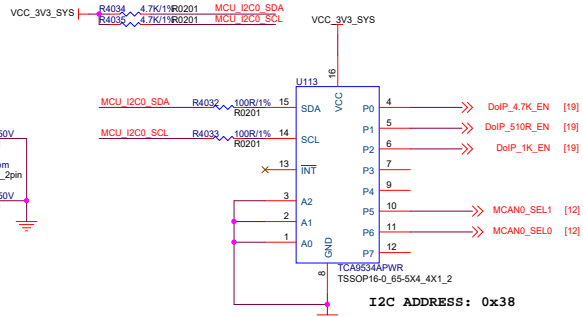 VCC_3V3_SYS
R4034 4.7K/1% R0201 MCU_I2C0_SDA
R4035 4.7K/1% R0201 MCU_I2C0_SCL
VCC_3V3_SYS
U113
16
VCC
MCU_I2C0_SDA R4032 100R/1% 15 SDA P0 4 DoIP_4.7K_EN [19]
R0201
P1 5 DoIP_510R_EN [19]
50V
MCU_I2C0_SCL R4033 100R/1% 14 SCL P2 6 DoIP_1K_EN [19]
R0201
13 INT P3 7
_2pin
P4 9
50V
3 A2 P5 10 MCAN0_SEL1 [12]
2 A1 P6 11 MCAN0_SEL0 [12]
1 A0 P7 12
GND
8
TCA9534APWR
TSSOP16-0_65-5X4_4X1_2
I2C ADDRESS: 0x38